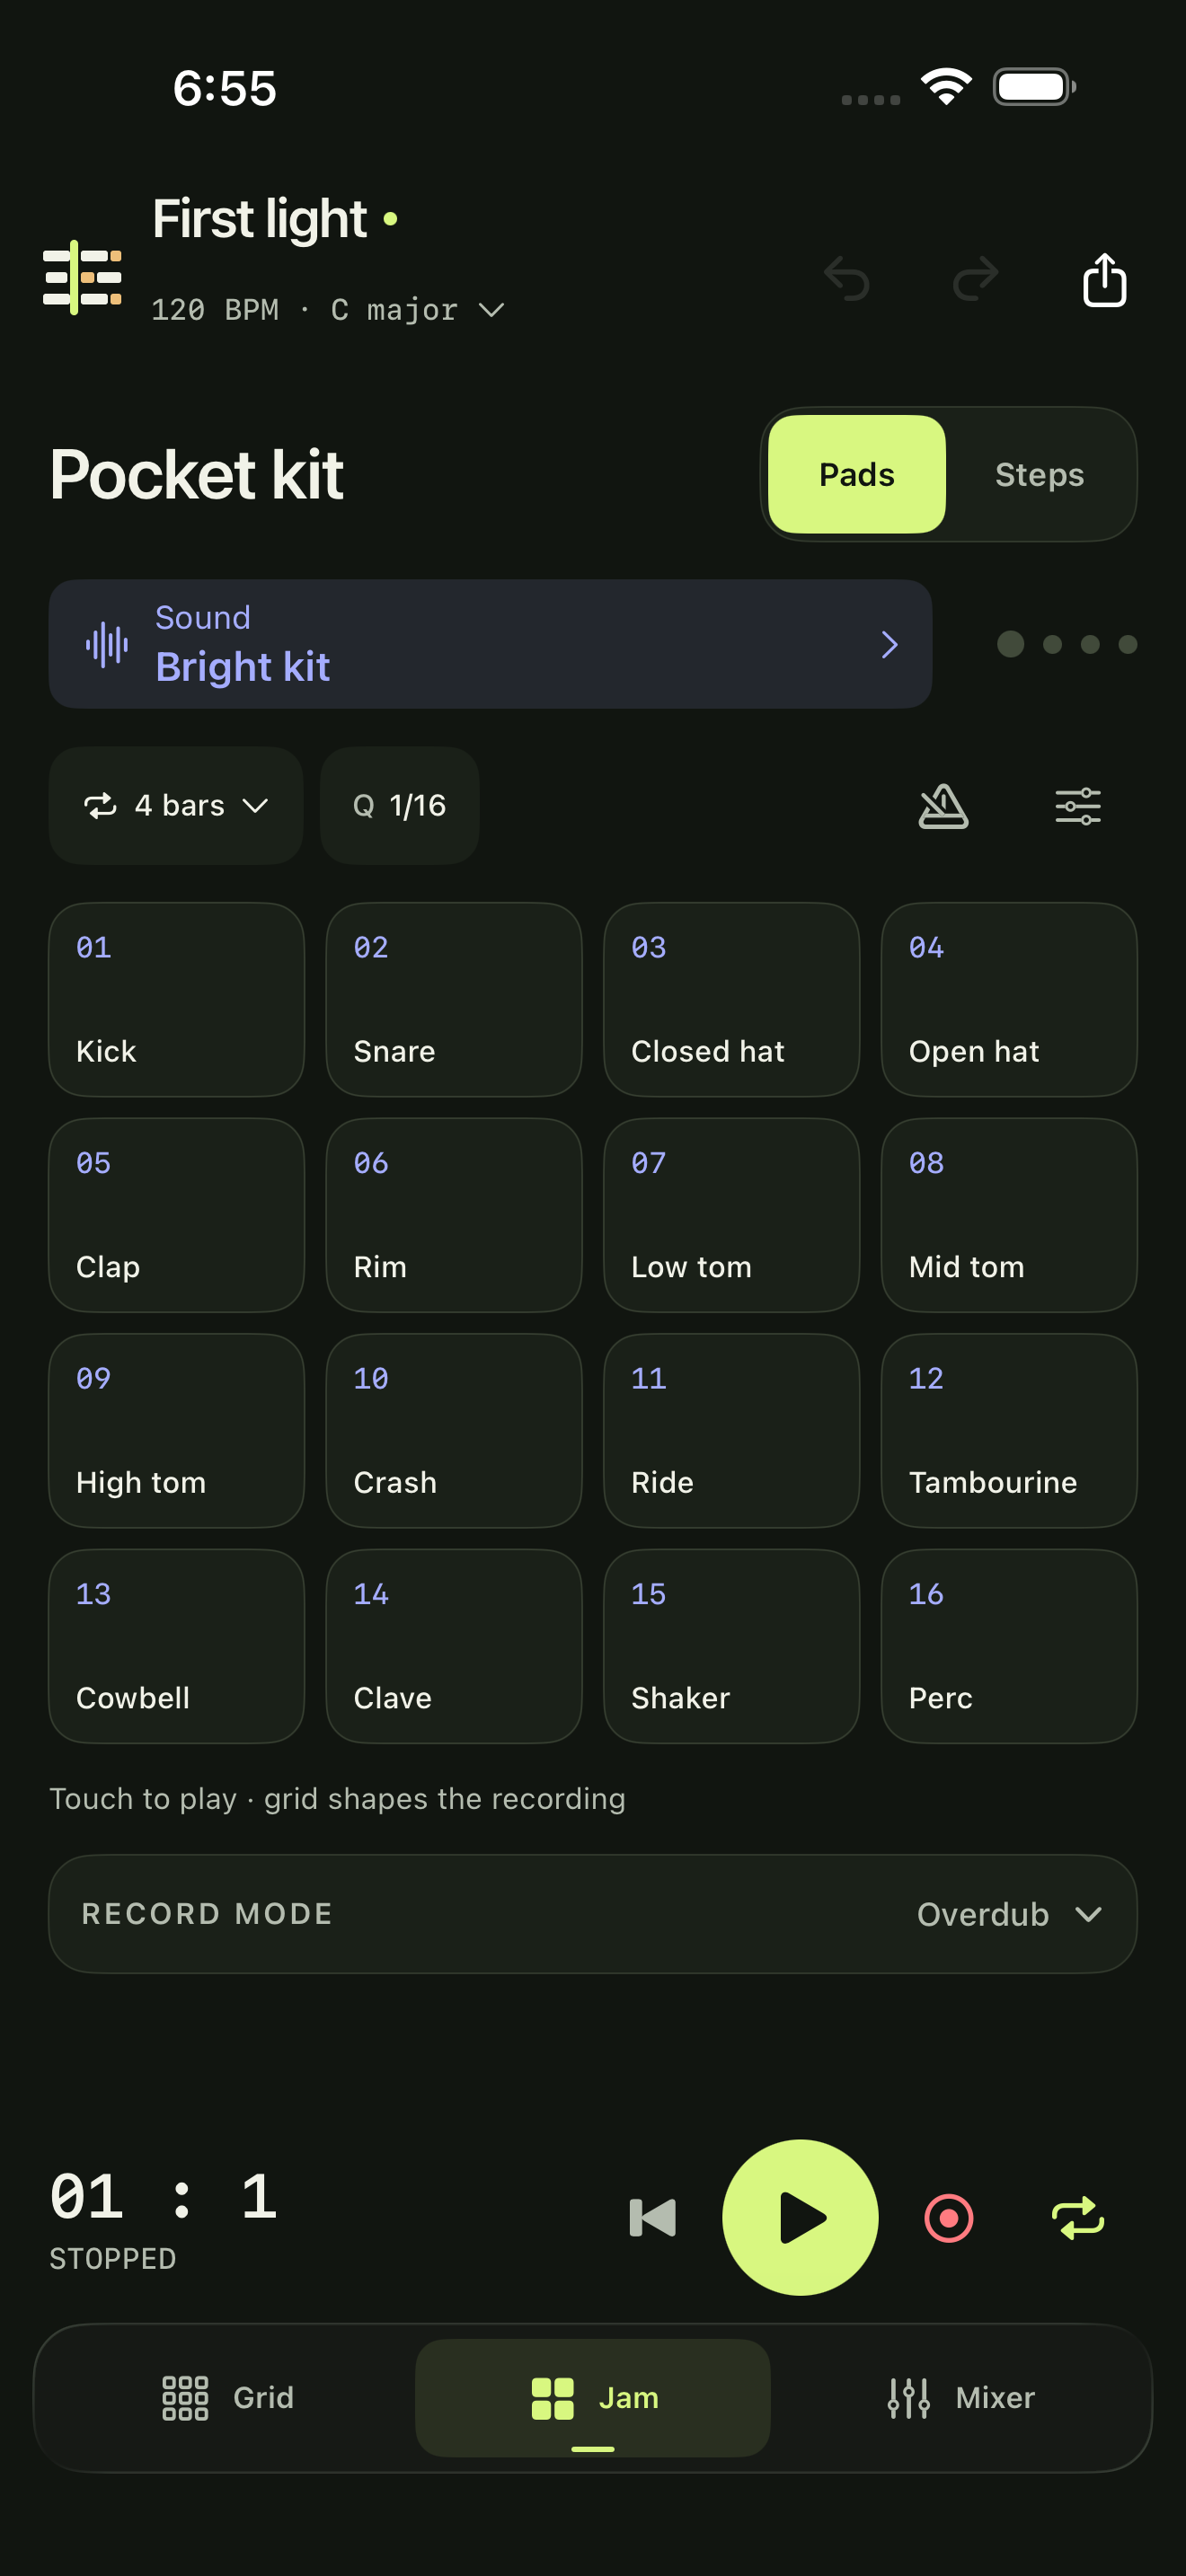 6:55
First light
120 BPM · C major
Pocket kit
Pads
Steps
Sound
Bright kit
4 bars
Q 1/16
01
02
03
04
Kick
Snare
Closed hat
Open hat
05
06
07
08
Clap
Rim
Low tom
Mid tom
09
10
11
12
High tom
Crash
Ride
Tambourine
13
14
15
16
Cowbell
Clave
Shaker
Perc
Touch to play · grid shapes the recording
RECORD MODE
Overdub
01 : 1
STOPPED
Grid
Jam
Mixer